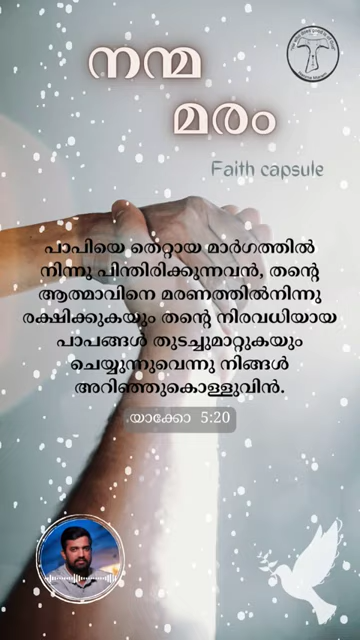 നന്മ
മരം
Faith capsule
പാപിയെ തെറ്റായ മാർഗത്തിൽ
നിന്നു പിന്തിരിക്കുന്നവൻ, തന്റെ
ആത്മാവിനെ മരണത്തിൽനിന്നു
രക്ഷിക്കുകയും തന്റെ നിരവധിയായ
പാപങ്ങൾ തുടച്ചുമാറ്റുകയും
ചെയ്യുന്നുവെന്നു നിങ്ങൾ
അറിഞ്ഞുകൊള്ളുവിൻ.
യാക്കോ 5:20